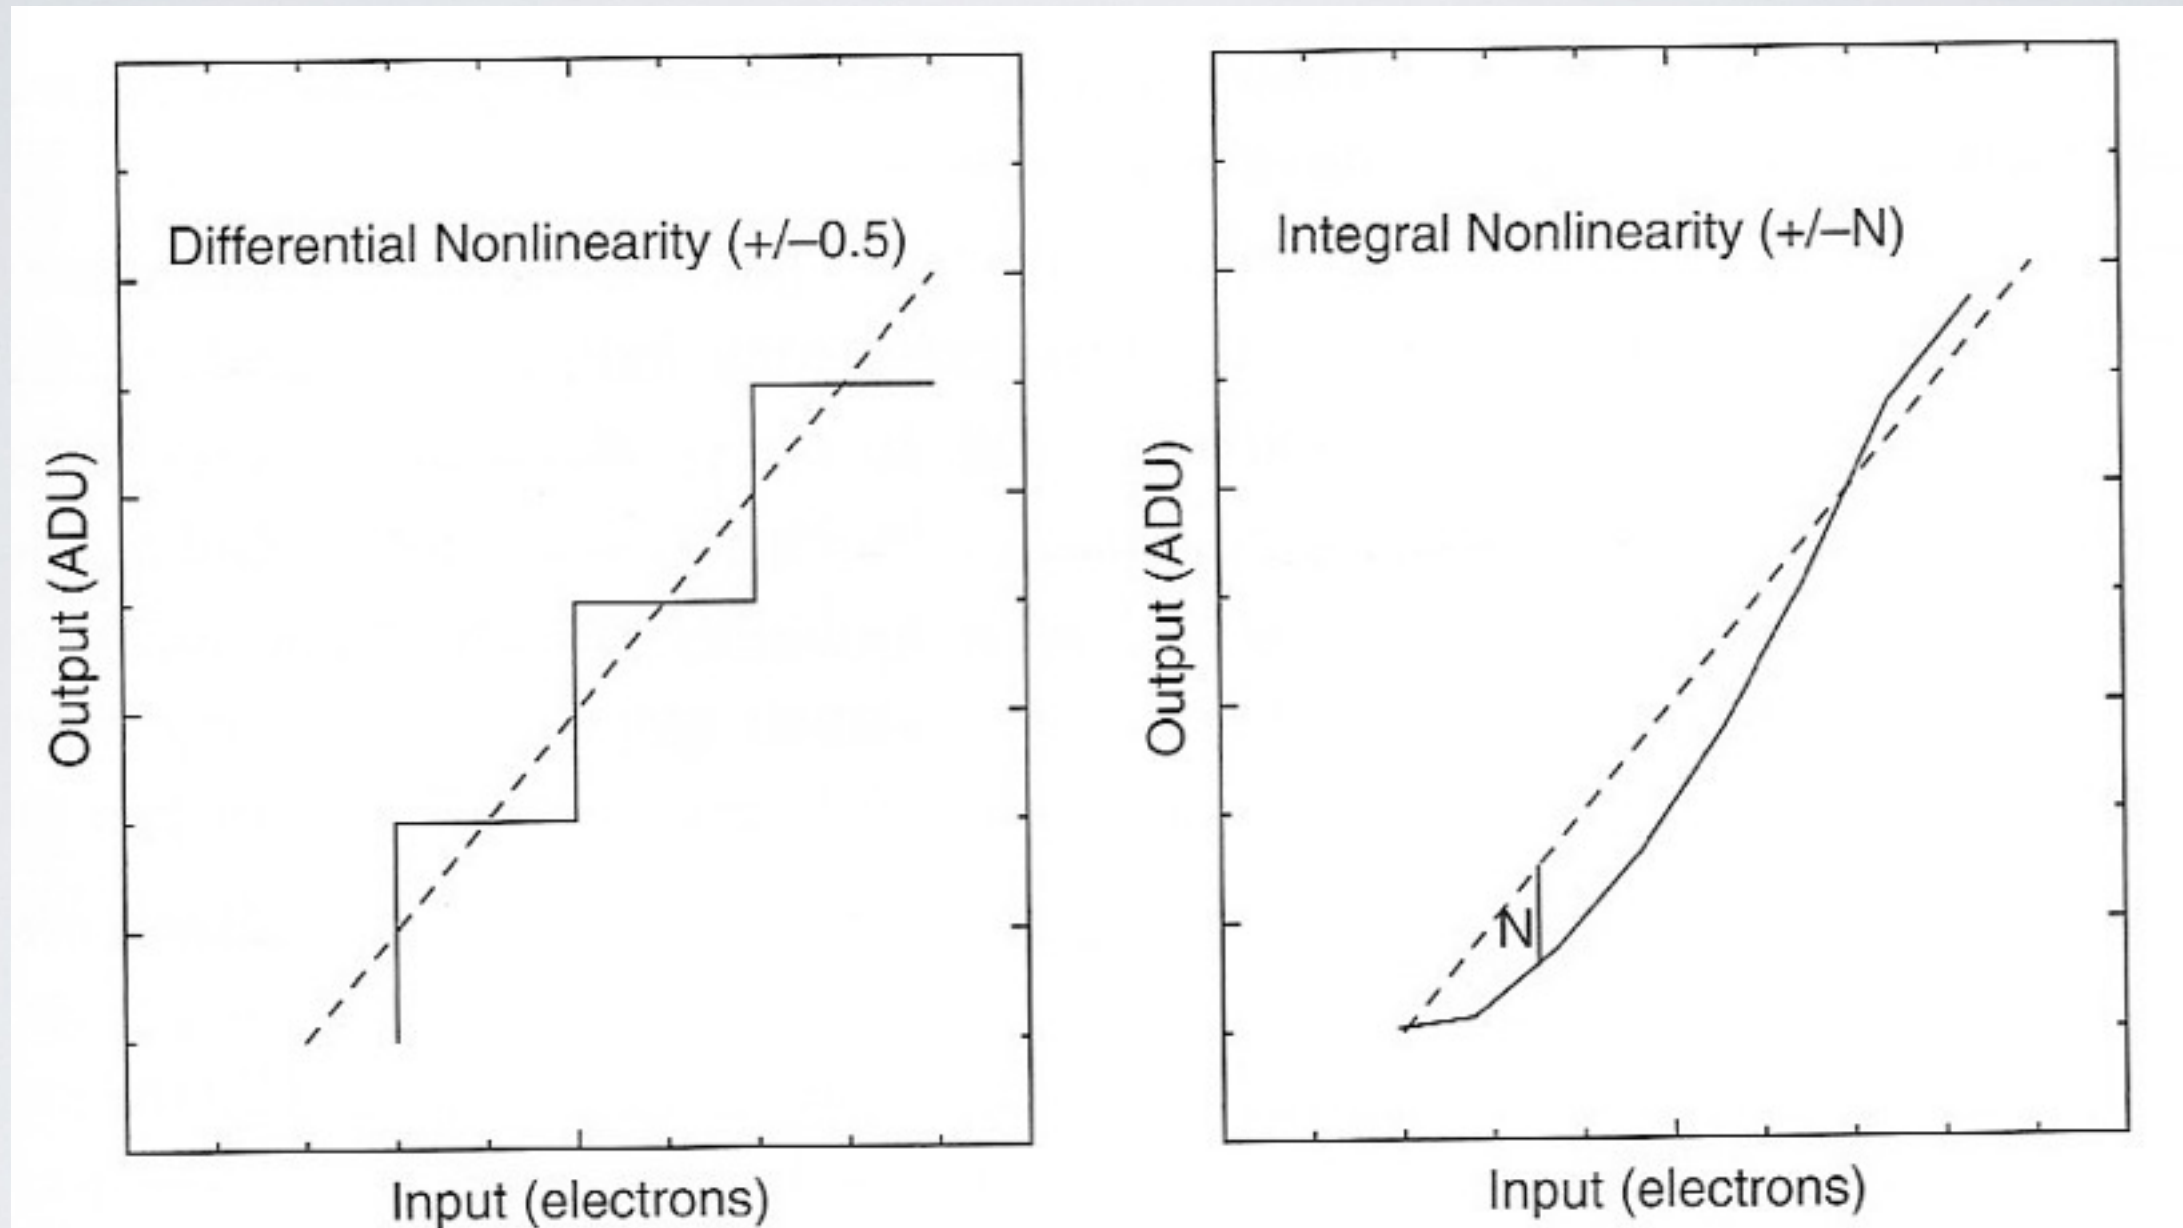 Differential Nonlinearity (+/–0.5)
Output (ADU)
Input (electrons)
Integral Nonlinearity (+/–N)
Output (ADU)
N
Input (electrons)